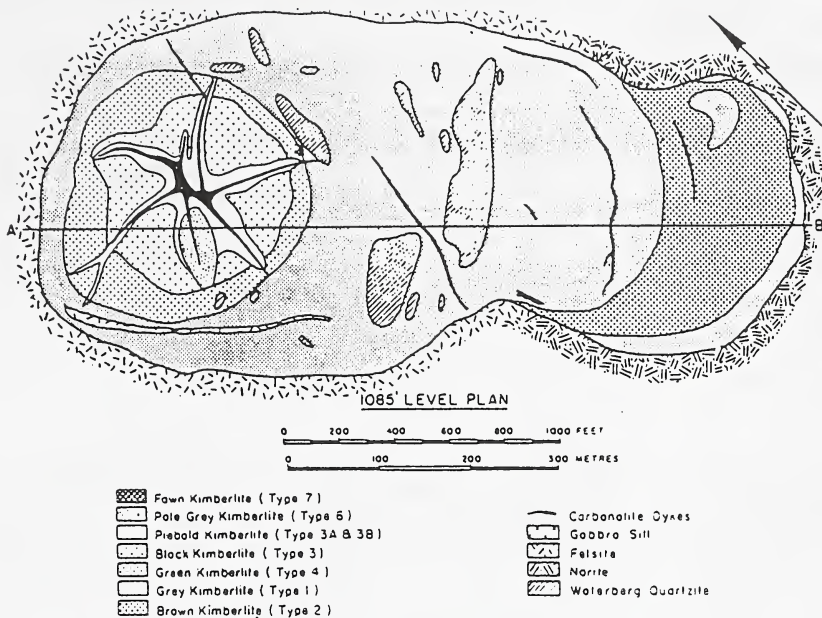 N
A B
1085' LEVEL PLAN
0 200 400 600 800 1000 FEET
0 100 200 300 METRES
Fawn Kimberlite ( Type 7 )
Pale Grey Kimberlite ( Type 6 )
Piebald Kimberlite ( Type 3A & 3B )
Black Kimberlite ( Type 3 )
Green Kimberlite ( Type 4 )
Grey Kimberlite ( Type 1 )
Brown Kimberlite ( Type 2 )
Carbonatite Dykes
Gabbro Sill
Felsite
Norite
Waterberg Quartzite